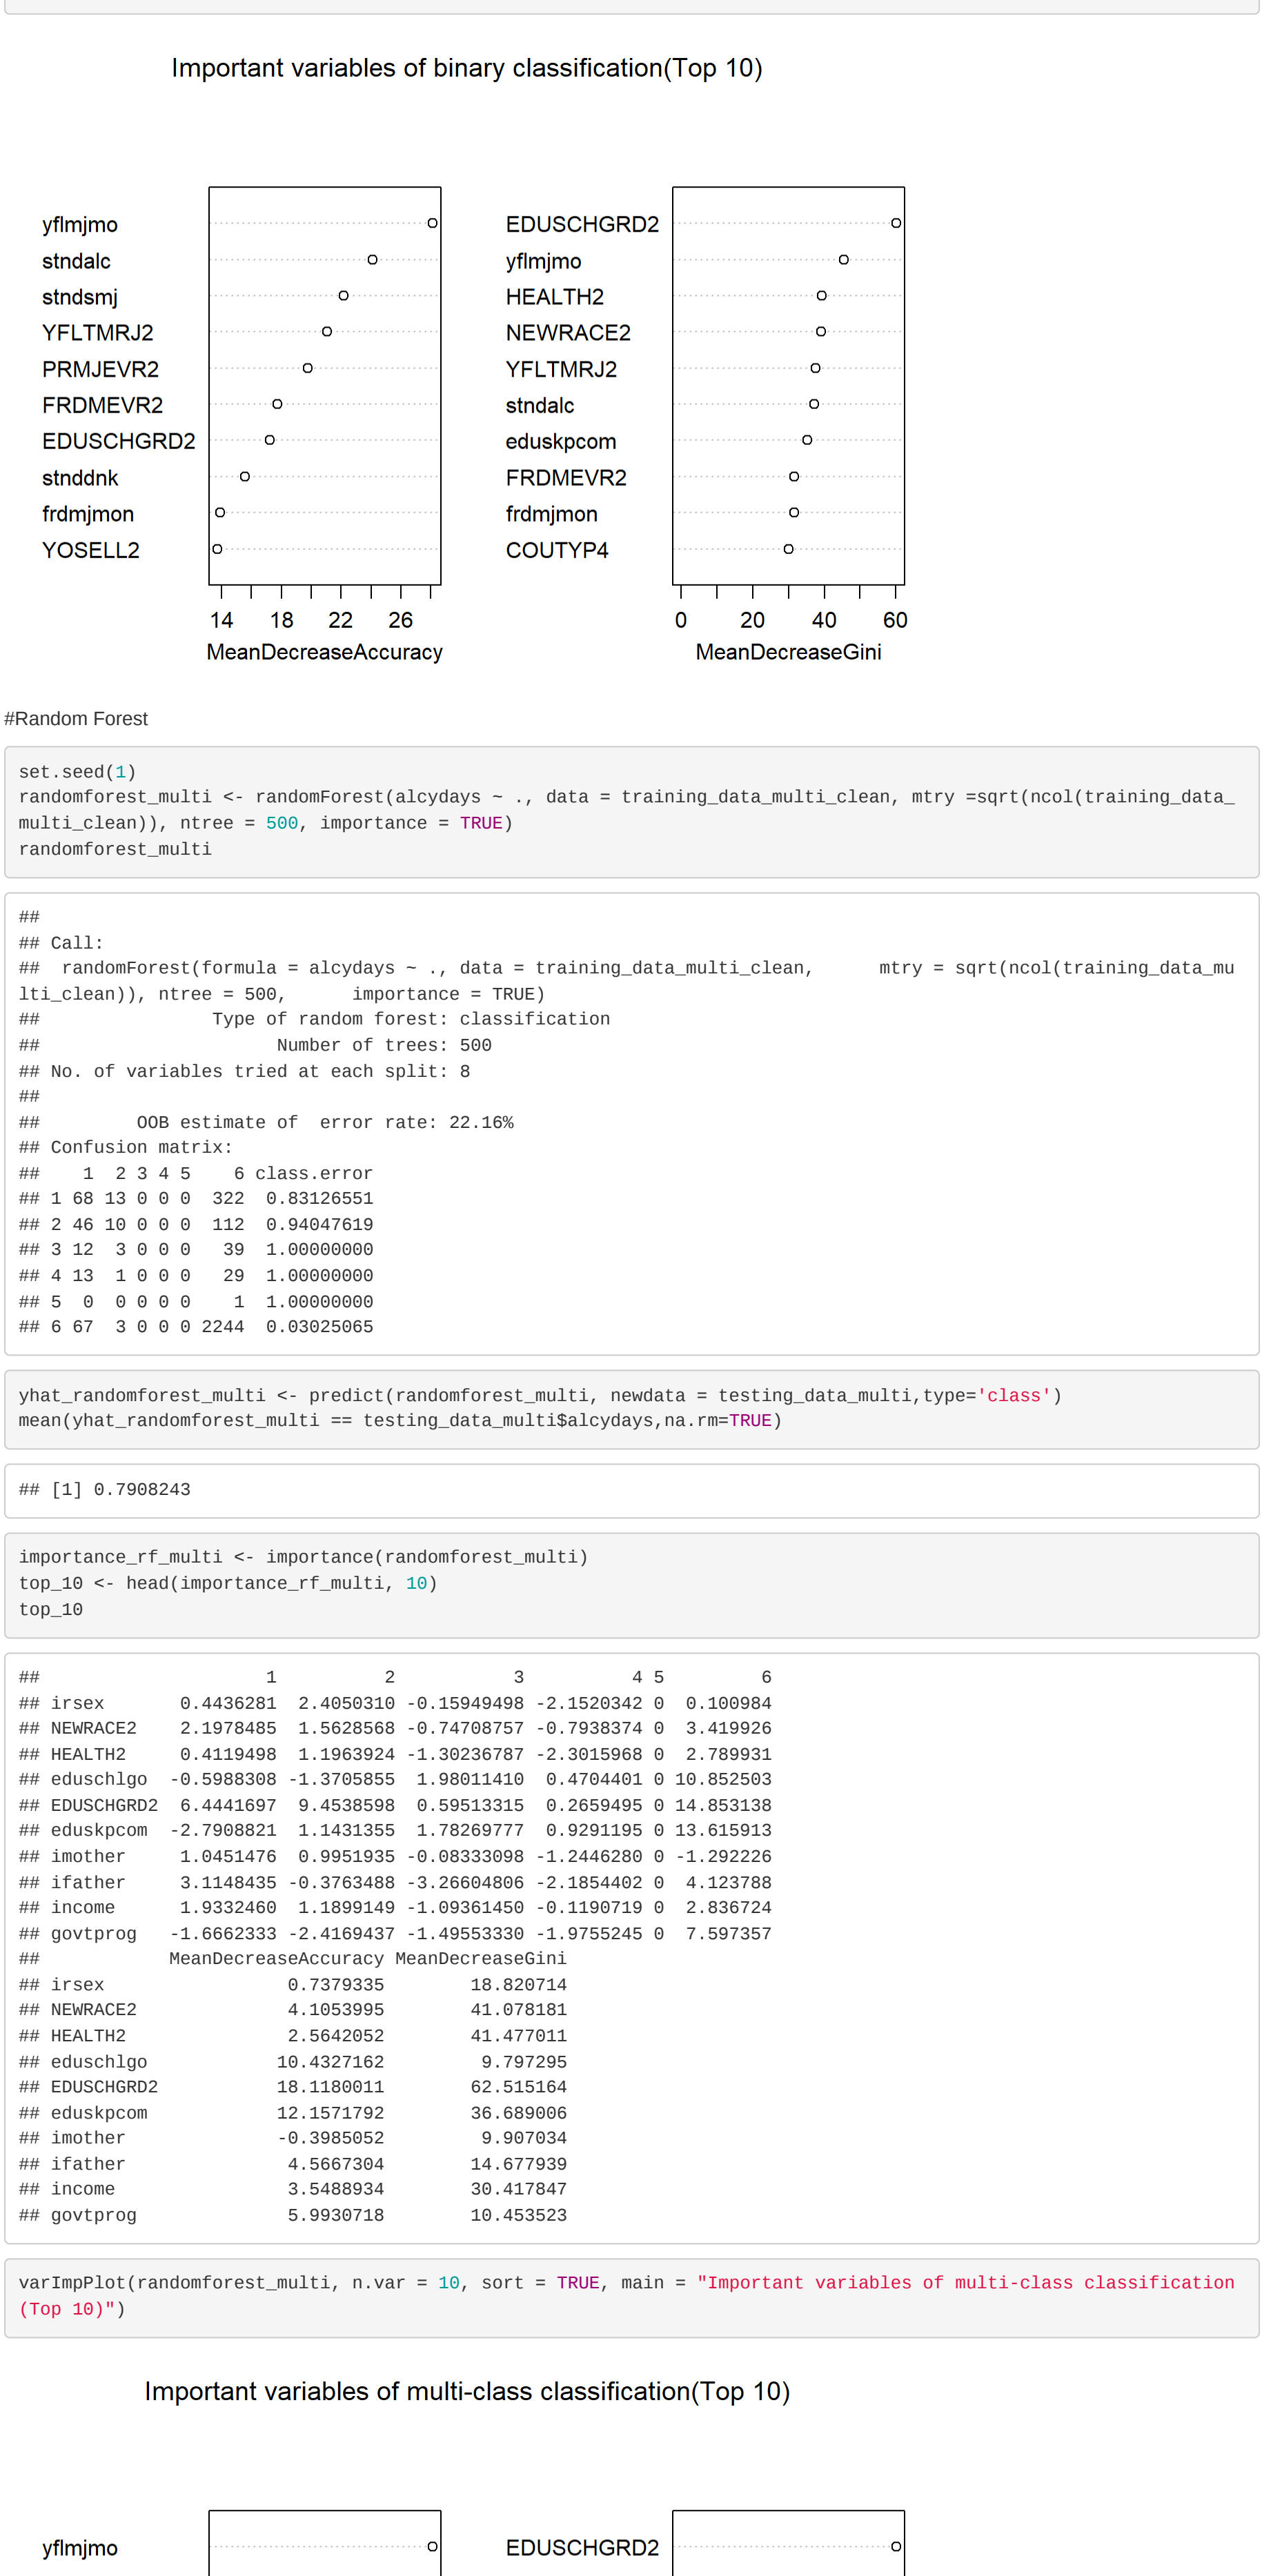 Important variables of binary classification(Top 10)
yflmjmo
stndalc
stndsmj
YFLTMRJ2
PRMJEVR2
FRDMEVR2
EDUSCHGRD2
stnddnk
frdmjmon
YOSELL2
14 18 22 26
MeanDecreaseAccuracy
EDUSCHGRD2
yflmjmo
HEALTH2
NEWRACE2
YFLTMRJ2
stndalc
eduskpcom
FRDMEVR2
frdmjmon
COUTYP4
0 20 40 60
MeanDecreaseGini
#Random Forest
set.seed(1)
randomforest_multi <- randomForest(alcydays ~ ., data = training_data_multi_clean, mtry =sqrt(ncol(training_data_
multi_clean)), ntree = 500, importance = TRUE)
randomforest_multi
##
## Call:
##  randomForest(formula = alcydays ~ ., data = training_data_multi_clean,      mtry = sqrt(ncol(training_data_mu
lti_clean)), ntree = 500,      importance = TRUE)
##                Type of random forest: classification
##                      Number of trees: 500
## No. of variables tried at each split: 8
##
##         OOB estimate of  error rate: 22.16%
## Confusion matrix:
##    1  2 3 4 5    6 class.error
## 1 68 13 0 0 0  322  0.83126551
## 2 46 10 0 0 0  112  0.94047619
## 3 12  3 0 0 0   39  1.00000000
## 4 13  1 0 0 0   29  1.00000000
## 5  0  0 0 0 0    1  1.00000000
## 6 67  3 0 0 0 2244  0.03025065
yhat_randomforest_multi <- predict(randomforest_multi, newdata = testing_data_multi,type='class')
mean(yhat_randomforest_multi == testing_data_multi$alcydays,na.rm=TRUE)
## [1] 0.7908243
importance_rf_multi <- importance(randomforest_multi)
top_10 <- head(importance_rf_multi, 10)
top_10
##                     1          2           3          4 5         6
## irsex       0.4436281  2.4050310 -0.15949498 -2.1520342 0  0.100984
## NEWRACE2    2.1978485  1.5628568 -0.74708757 -0.7938374 0  3.419926
## HEALTH2     0.4119498  1.1963924 -1.30236787 -2.3015968 0  2.789931
## eduschlgo  -0.5988308 -1.3705855  1.98011410  0.4704401 0 10.852503
## EDUSCHGRD2  6.4441697  9.4538598  0.59513315  0.2659495 0 14.853138
## eduskpcom  -2.7908821  1.1431355  1.78269777  0.9291195 0 13.615913
## imother     1.0451476  0.9951935 -0.08333098 -1.2446280 0 -1.292226
## ifather     3.1148435 -0.3763488 -3.26604806 -2.1854402 0  4.123788
## income      1.9332460  1.1899149 -1.09361450 -0.1190719 0  2.836724
## govtprog   -1.6662333 -2.4169437 -1.49553330 -1.9755245 0  7.597357
##            MeanDecreaseAccuracy MeanDecreaseGini
## irsex                 0.7379335        18.820714
## NEWRACE2              4.1053995        41.078181
## HEALTH2               2.5642052        41.477011
## eduschlgo            10.4327162         9.797295
## EDUSCHGRD2           18.1180011        62.515164
## eduskpcom            12.1571792        36.689006
## imother              -0.3985052         9.907034
## ifather               4.5667304        14.677939
## income                3.5488934        30.417847
## govtprog              5.9930718        10.453523
varImpPlot(randomforest_multi, n.var = 10, sort = TRUE, main = "Important variables of multi-class classification
(Top 10)")
Important variables of multi-class classification(Top 10)
yflmjmo
EDUSCHGRD2